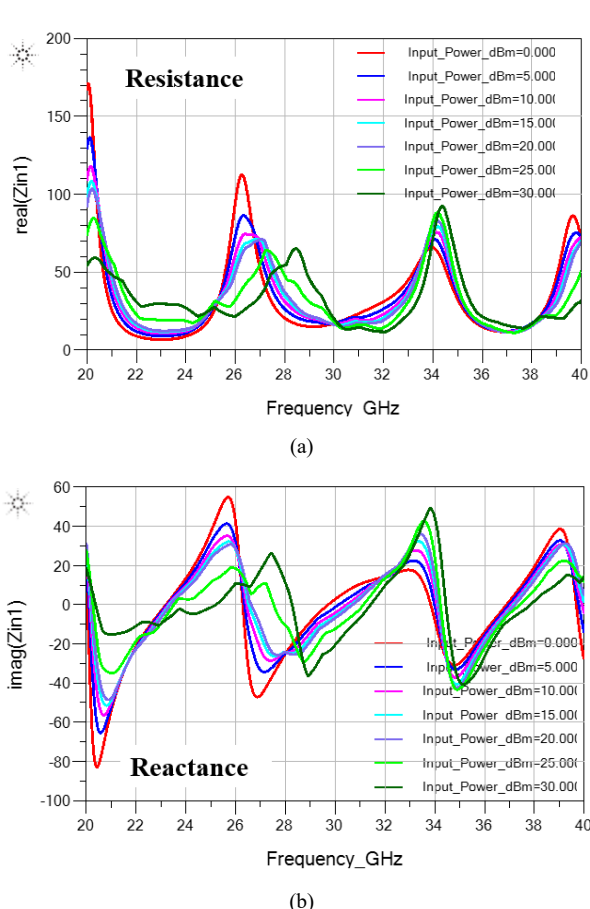 200
Resistance
Input_Power_dBm=0.000
Input_Power_dBm=5.000
Input_Power_dBm=10.000
Input_Power_dBm=15.000
Input_Power_dBm=20.000
Input_Power_dBm=25.000
Input_Power_dBm=30.000
150
100
50
0
real(Zin1)
20 22 24 26 28 30 32 34 36 38 40
Frequency_GHz
(a)
60
40
20
0
-20
-40
-60
-80
-100
imag(Zin1)
Input_Power_dBm=0.000
Input_Power_dBm=5.000
Input_Power_dBm=10.000
Input_Power_dBm=15.000
Input_Power_dBm=20.000
Input_Power_dBm=25.000
Input_Power_dBm=30.000
Reactance
20 22 24 26 28 30 32 34 36 38 40
Frequency_GHz
(b)